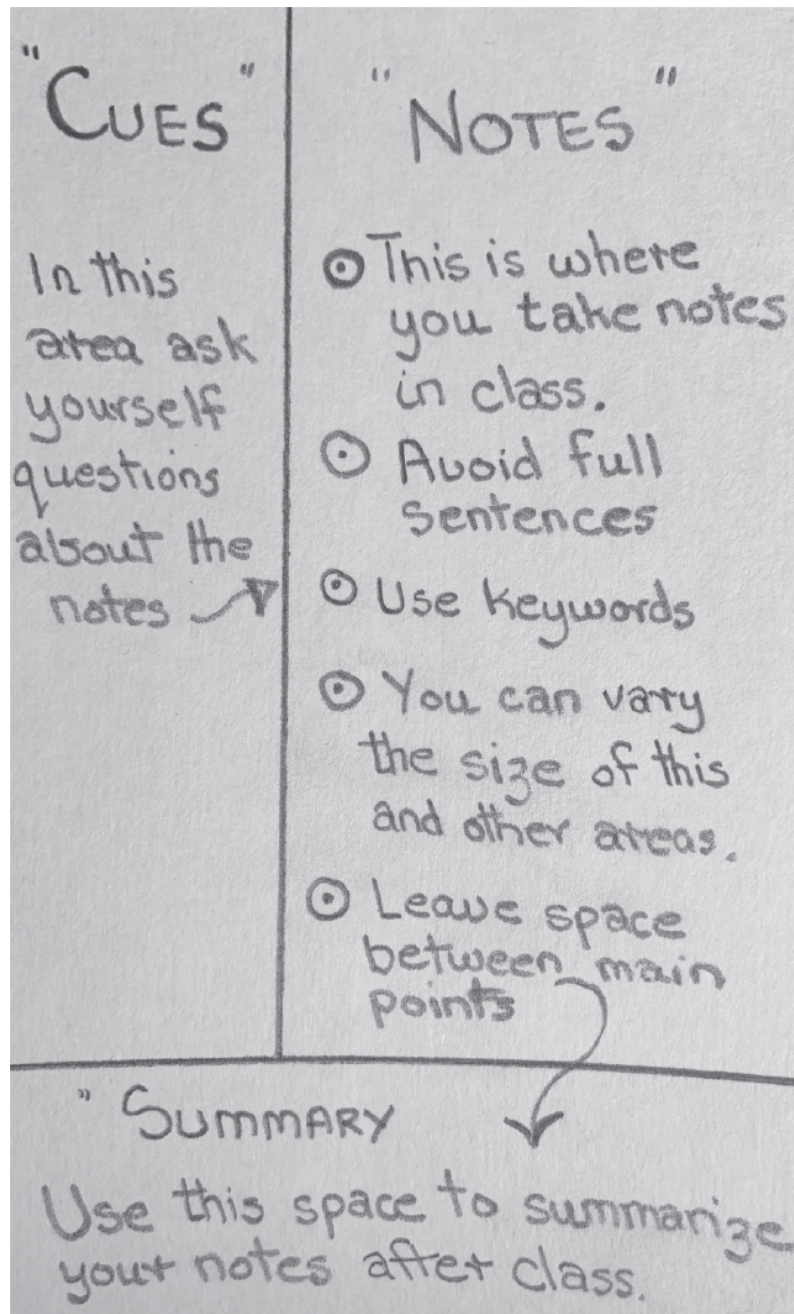 "CUES"
In this
area ask
yourself
questions
about the
notes
"NOTES"
This is where
you take notes
in class.
Avoid full
sentences
Use keywords
You can vary
the size of this
and other areas.
Leave space
between main
points
"SUMMARY
Use this space to summarize
your notes after class.